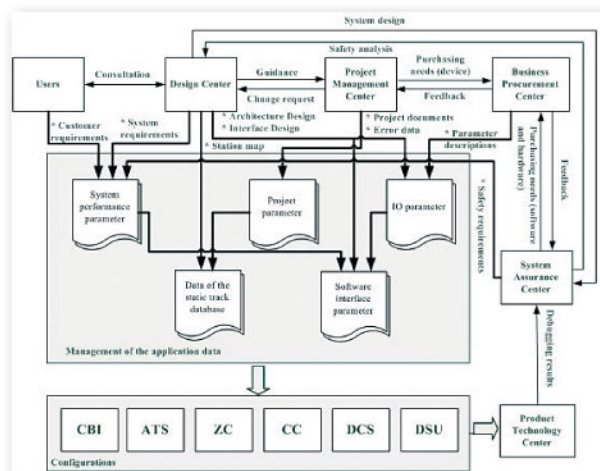 System design
Safety analysis
Users
Consultation
Design Center
Guidance
Change request
Project
Management
Center
Purchasing
needs (device)
Feedback
Business
Procurement
Center
* Customer
requirements
* System
requirements
* Architecture Design
* Interface Design
* Station map
* Project documents
* Error data
* Parameter
descriptions
Purchasing needs (software
and hardware)
Feedback
System
performance
parameter
Project
parameter
IO parameter
* Safety requirements
System
Assurance
Center
Data of the
static track
database
Software
interface
parameter
Management of the application data
Debugging results
CBI
ATS
ZC
CC
DCS
DSU
Configurations
Product
Technology
Center